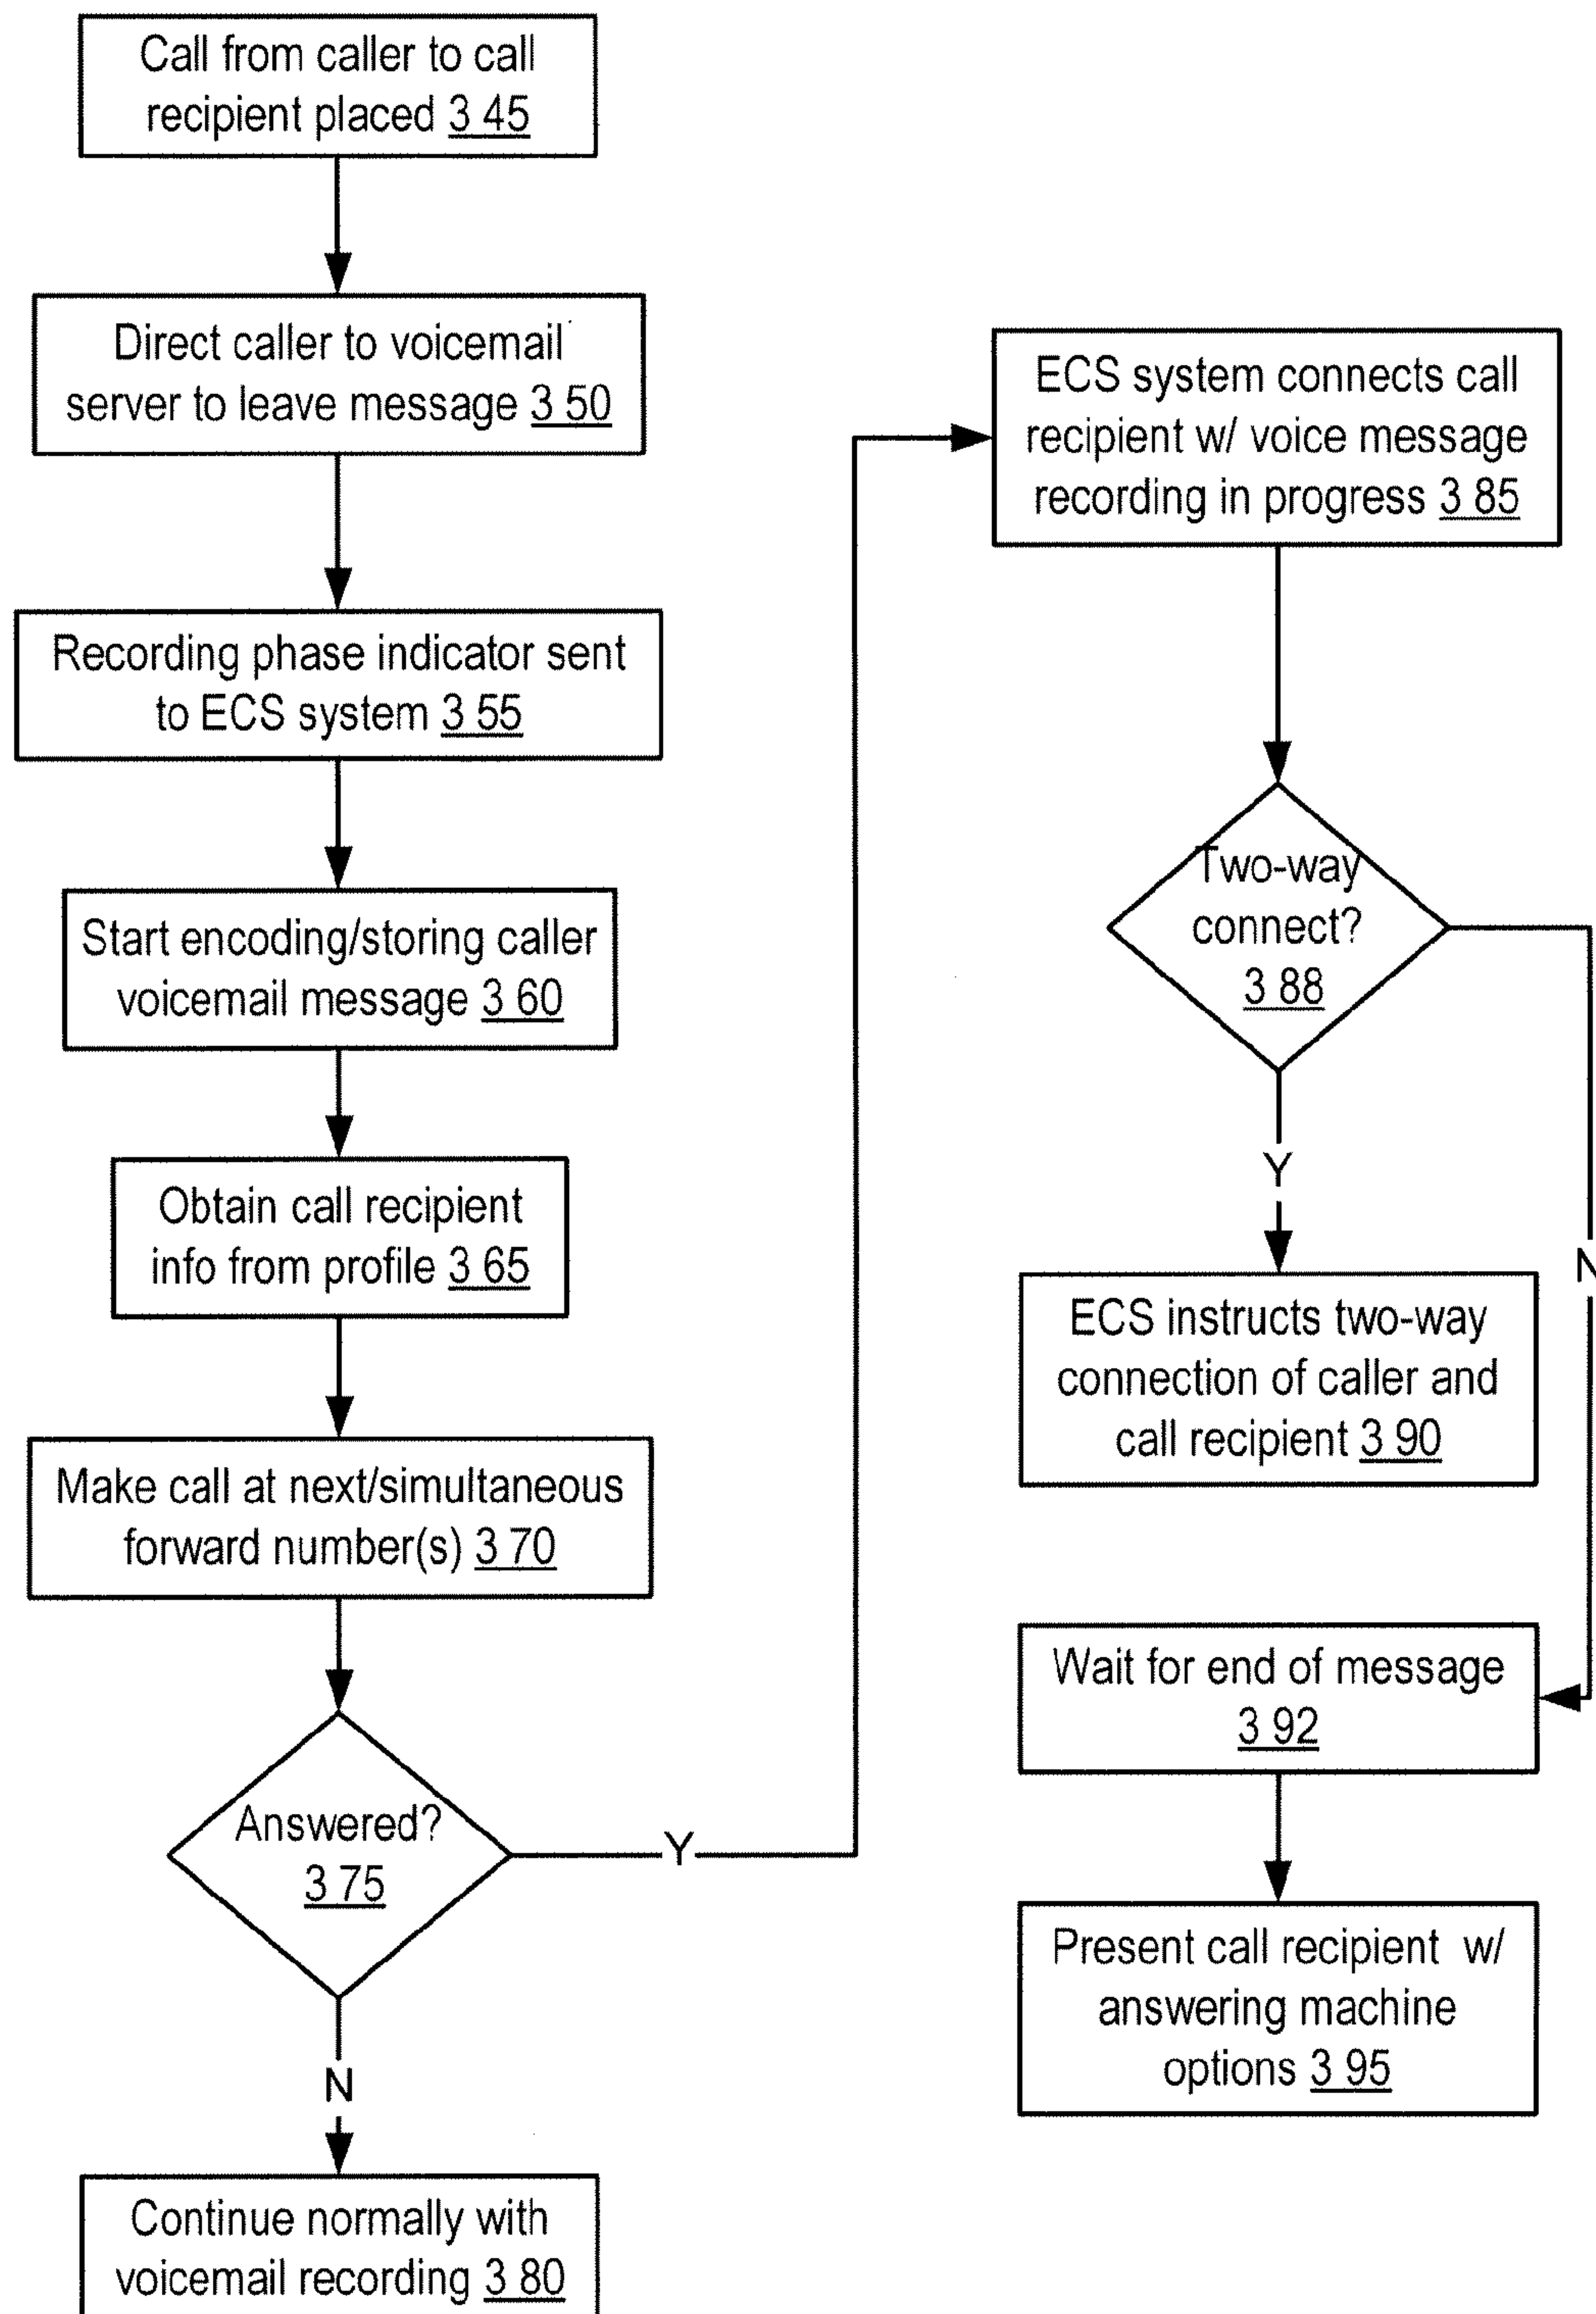 Call from caller to call
recipient placed 3 45
Direct caller to voicemail
server to leave message 3 50
Recording phase indicator sent
to ECS system 3 55
Start encoding/storing caller
voicemail message 3 60
Obtain call recipient
info from profile 3 65
Make call at next/simultaneous
forward number(s) 3 70
Answered?
3 75
Y
N
Continue normally with
voicemail recording 3 80
ECS system connects call
recipient w/ voice message
recording in progress 3 85
Two-way
connect?
3 88
Y
N
ECS instructs two-way
connection of caller and
call recipient 3 90
Wait for end of message
3 92
Present call recipient w/
answering machine
options 3 95